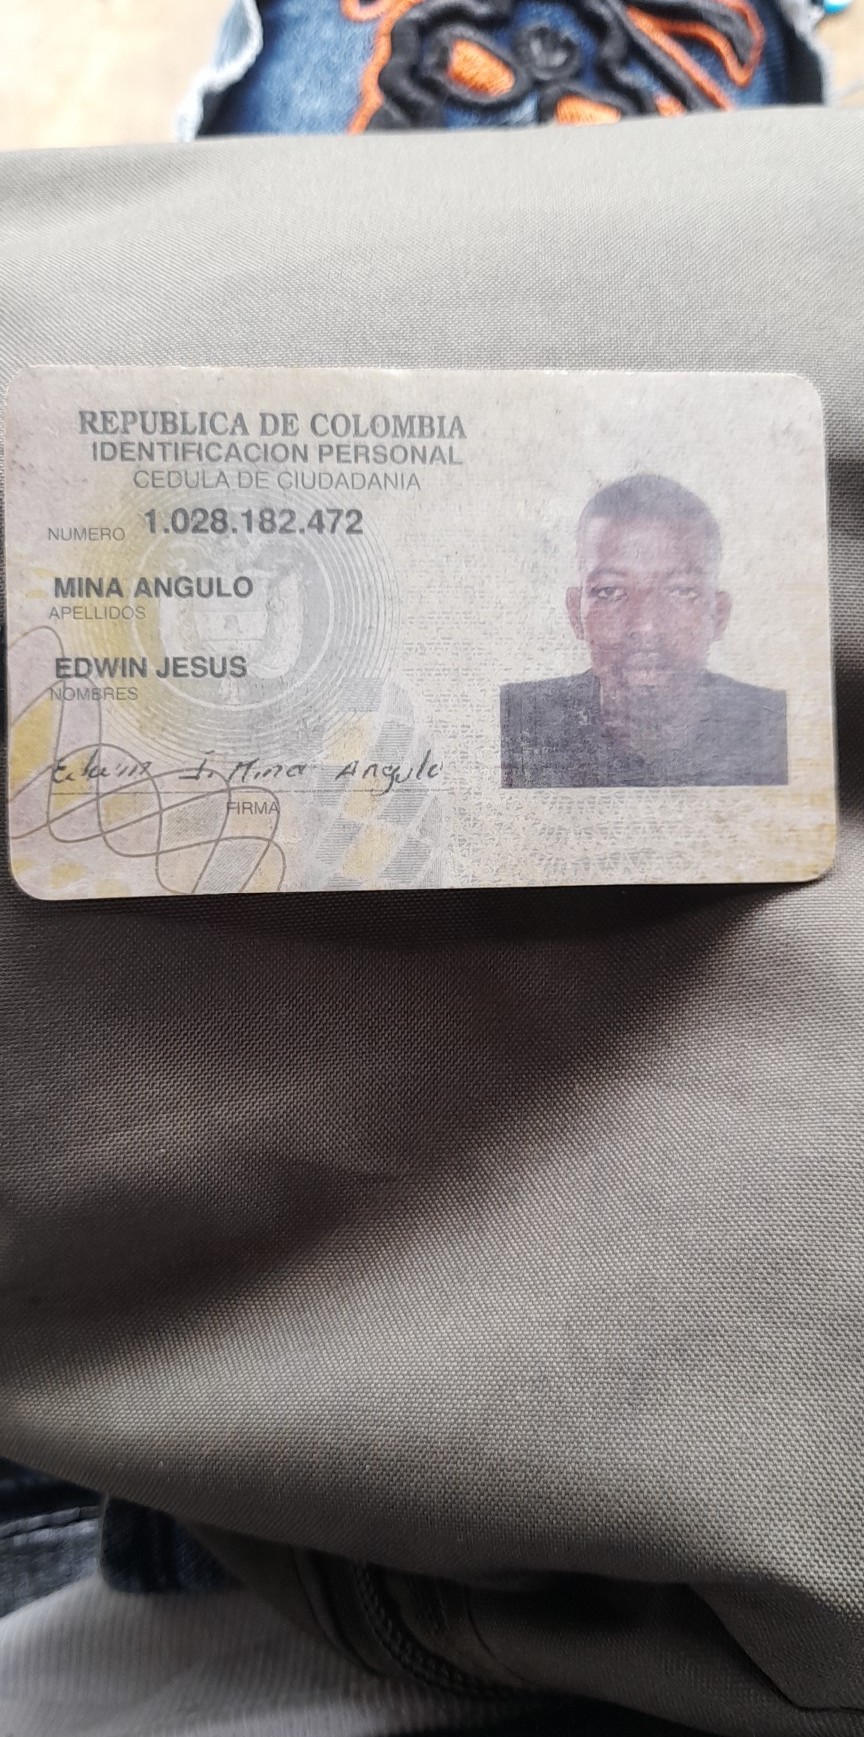 REPUBLICA DE COLOMBIA
IDENTIFICACION PERSONAL
CEDULA DE CIUDADANIA
NUMERO 1.028.182.472
MINA ANGULO
APELLIDOS
EDWIN JESUS
NOMBRES
Edwin J. Mina Angulo
FIRMA